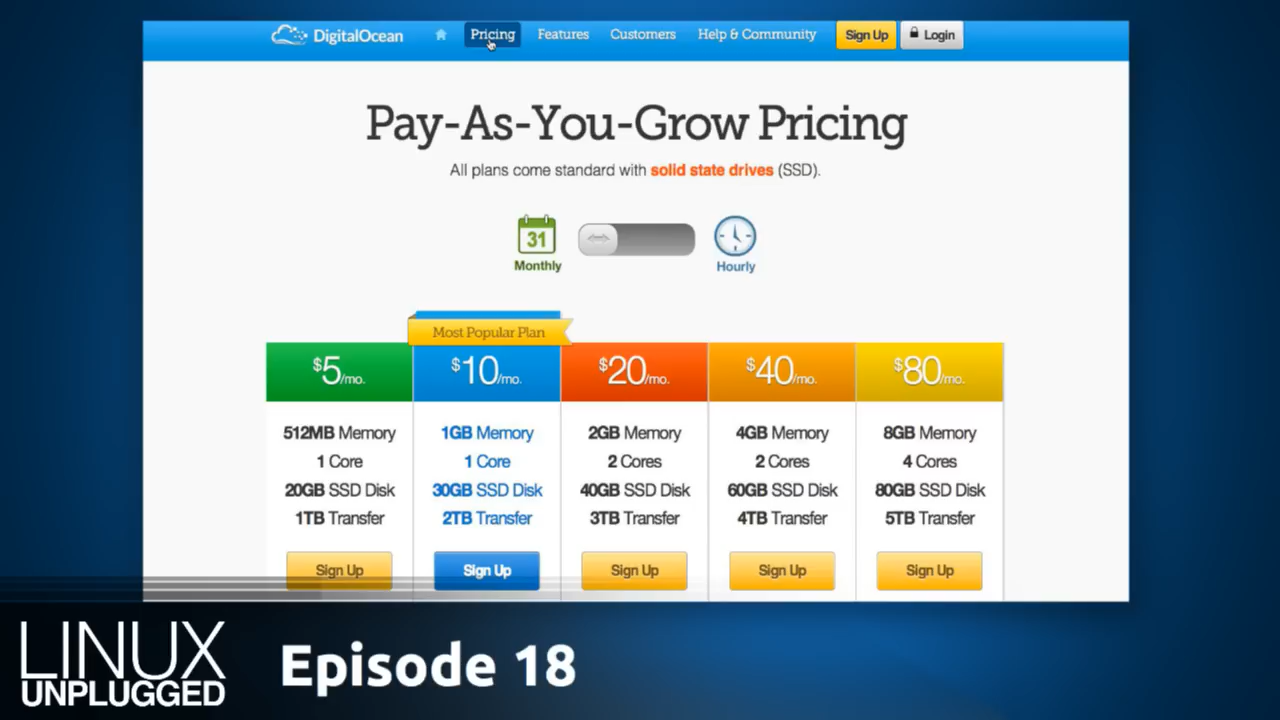 DigitalOcean Pricing Features Customers Help & Community Sign Up Login
Pay-As-You-Grow Pricing
All plans come standard with solid state drives (SSD).
31
Monthly Hourly
Most Popular Plan
$5/mo. $10/mo. $20/mo. $40/mo. $80/mo.
512MB Memory 1GB Memory 2GB Memory 4GB Memory 8GB Memory
1 Core 1 Core 2 Cores 2 Cores 4 Cores
20GB SSD Disk 30GB SSD Disk 40GB SSD Disk 60GB SSD Disk 80GB SSD Disk
1TB Transfer 2TB Transfer 3TB Transfer 4TB Transfer 5TB Transfer
Sign Up Sign Up Sign Up Sign Up Sign Up
LINUX
UNPLUGGED
Episode 18